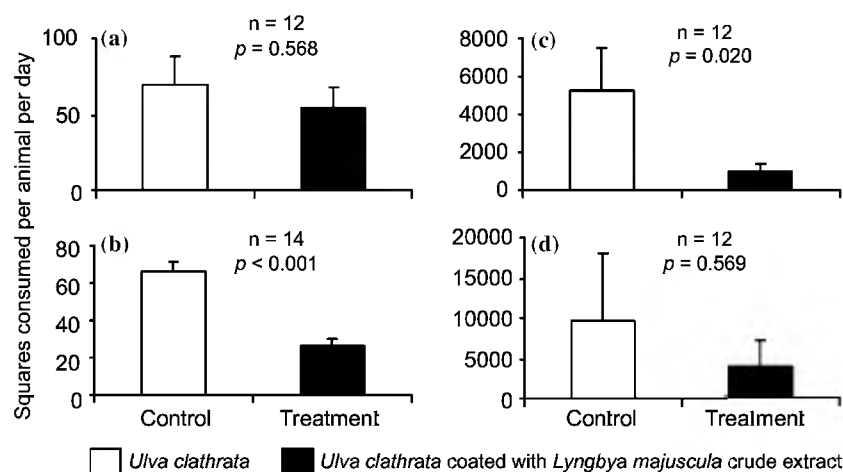 Squares consumed per animal per day
(a)
n = 12
p = 0.568
100
50
0
(b)
n = 14
p < 0.001
80
60
40
20
0
Control Treatment
(c)
n = 12
p = 0.020
8000
6000
4000
2000
0
(d)
n = 12
p = 0.569
20000
15000
10000
5000
0
Control Trealment
Ulva clathrata Ulva clathrata coated with Lyngbya majuscula crude extract